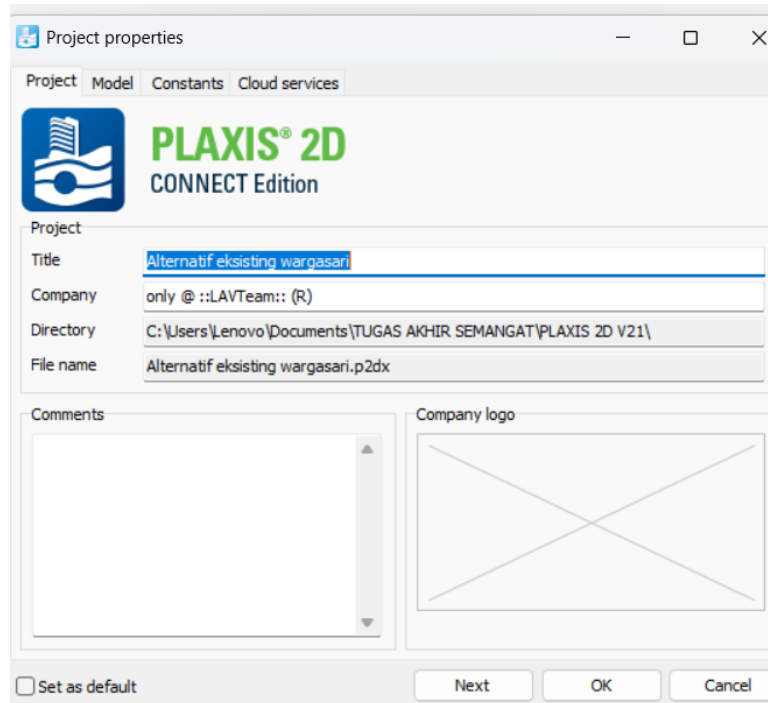 Project properties
Project Model Constants Cloud services
PLAXIS® 2D
CONNECT Edition
Project
Title Alternatif eksisting wargasari
Company only @ ::LAVTeam:: (R)
Directory C:\Users\Lenovo\Documents\TUGAS AKHIR SEMANGAT\PLAXIS 2D V21\
File name Alternatif eksisting wargasari.p2dx
Comments Company logo
Set as default Next OK Cancel